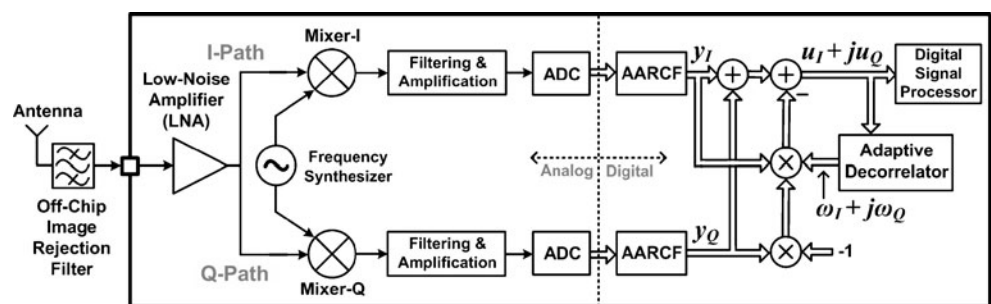 Antenna
Off-Chip
Image
Rejection
Filter
Low-Noise
Amplifier
(LNA)
I-Path
Q-Path
Mixer-I
Frequency
Synthesizer
Mixer-Q
Filtering &
Amplification
ADC
AARCF
y_I
Filtering &
Amplification
ADC
AARCF
y_Q
Analog
Digital
u_I + ju_Q
Digital
Signal
Processor
Adaptive
Decorrelator
ω_I + jω_Q
-1